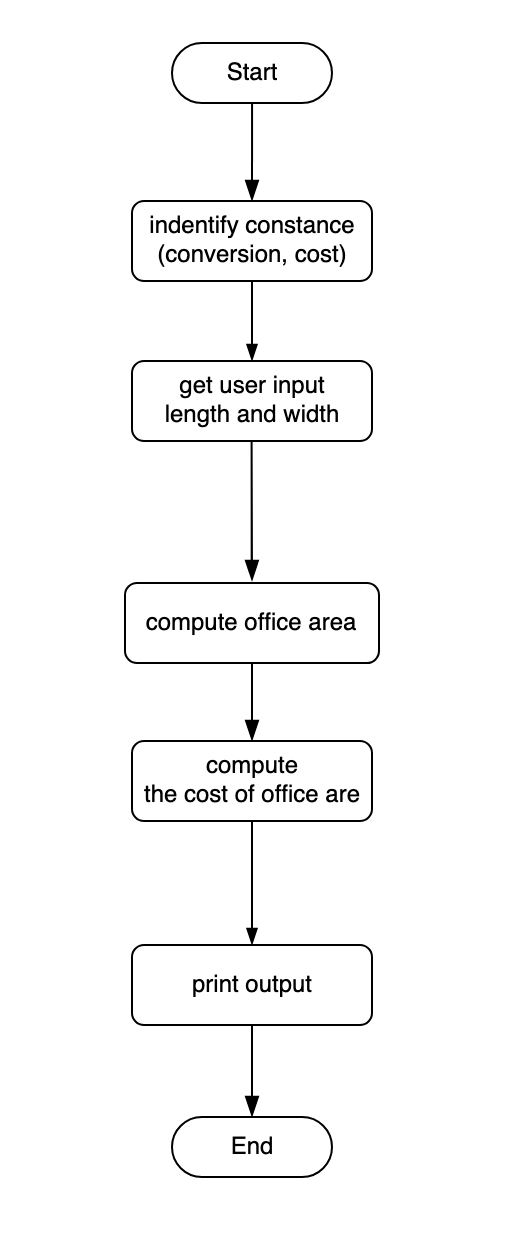 Start
indentify constance
(conversion, cost)
get user input
length and width
compute office area
compute
the cost of office are
print output
End